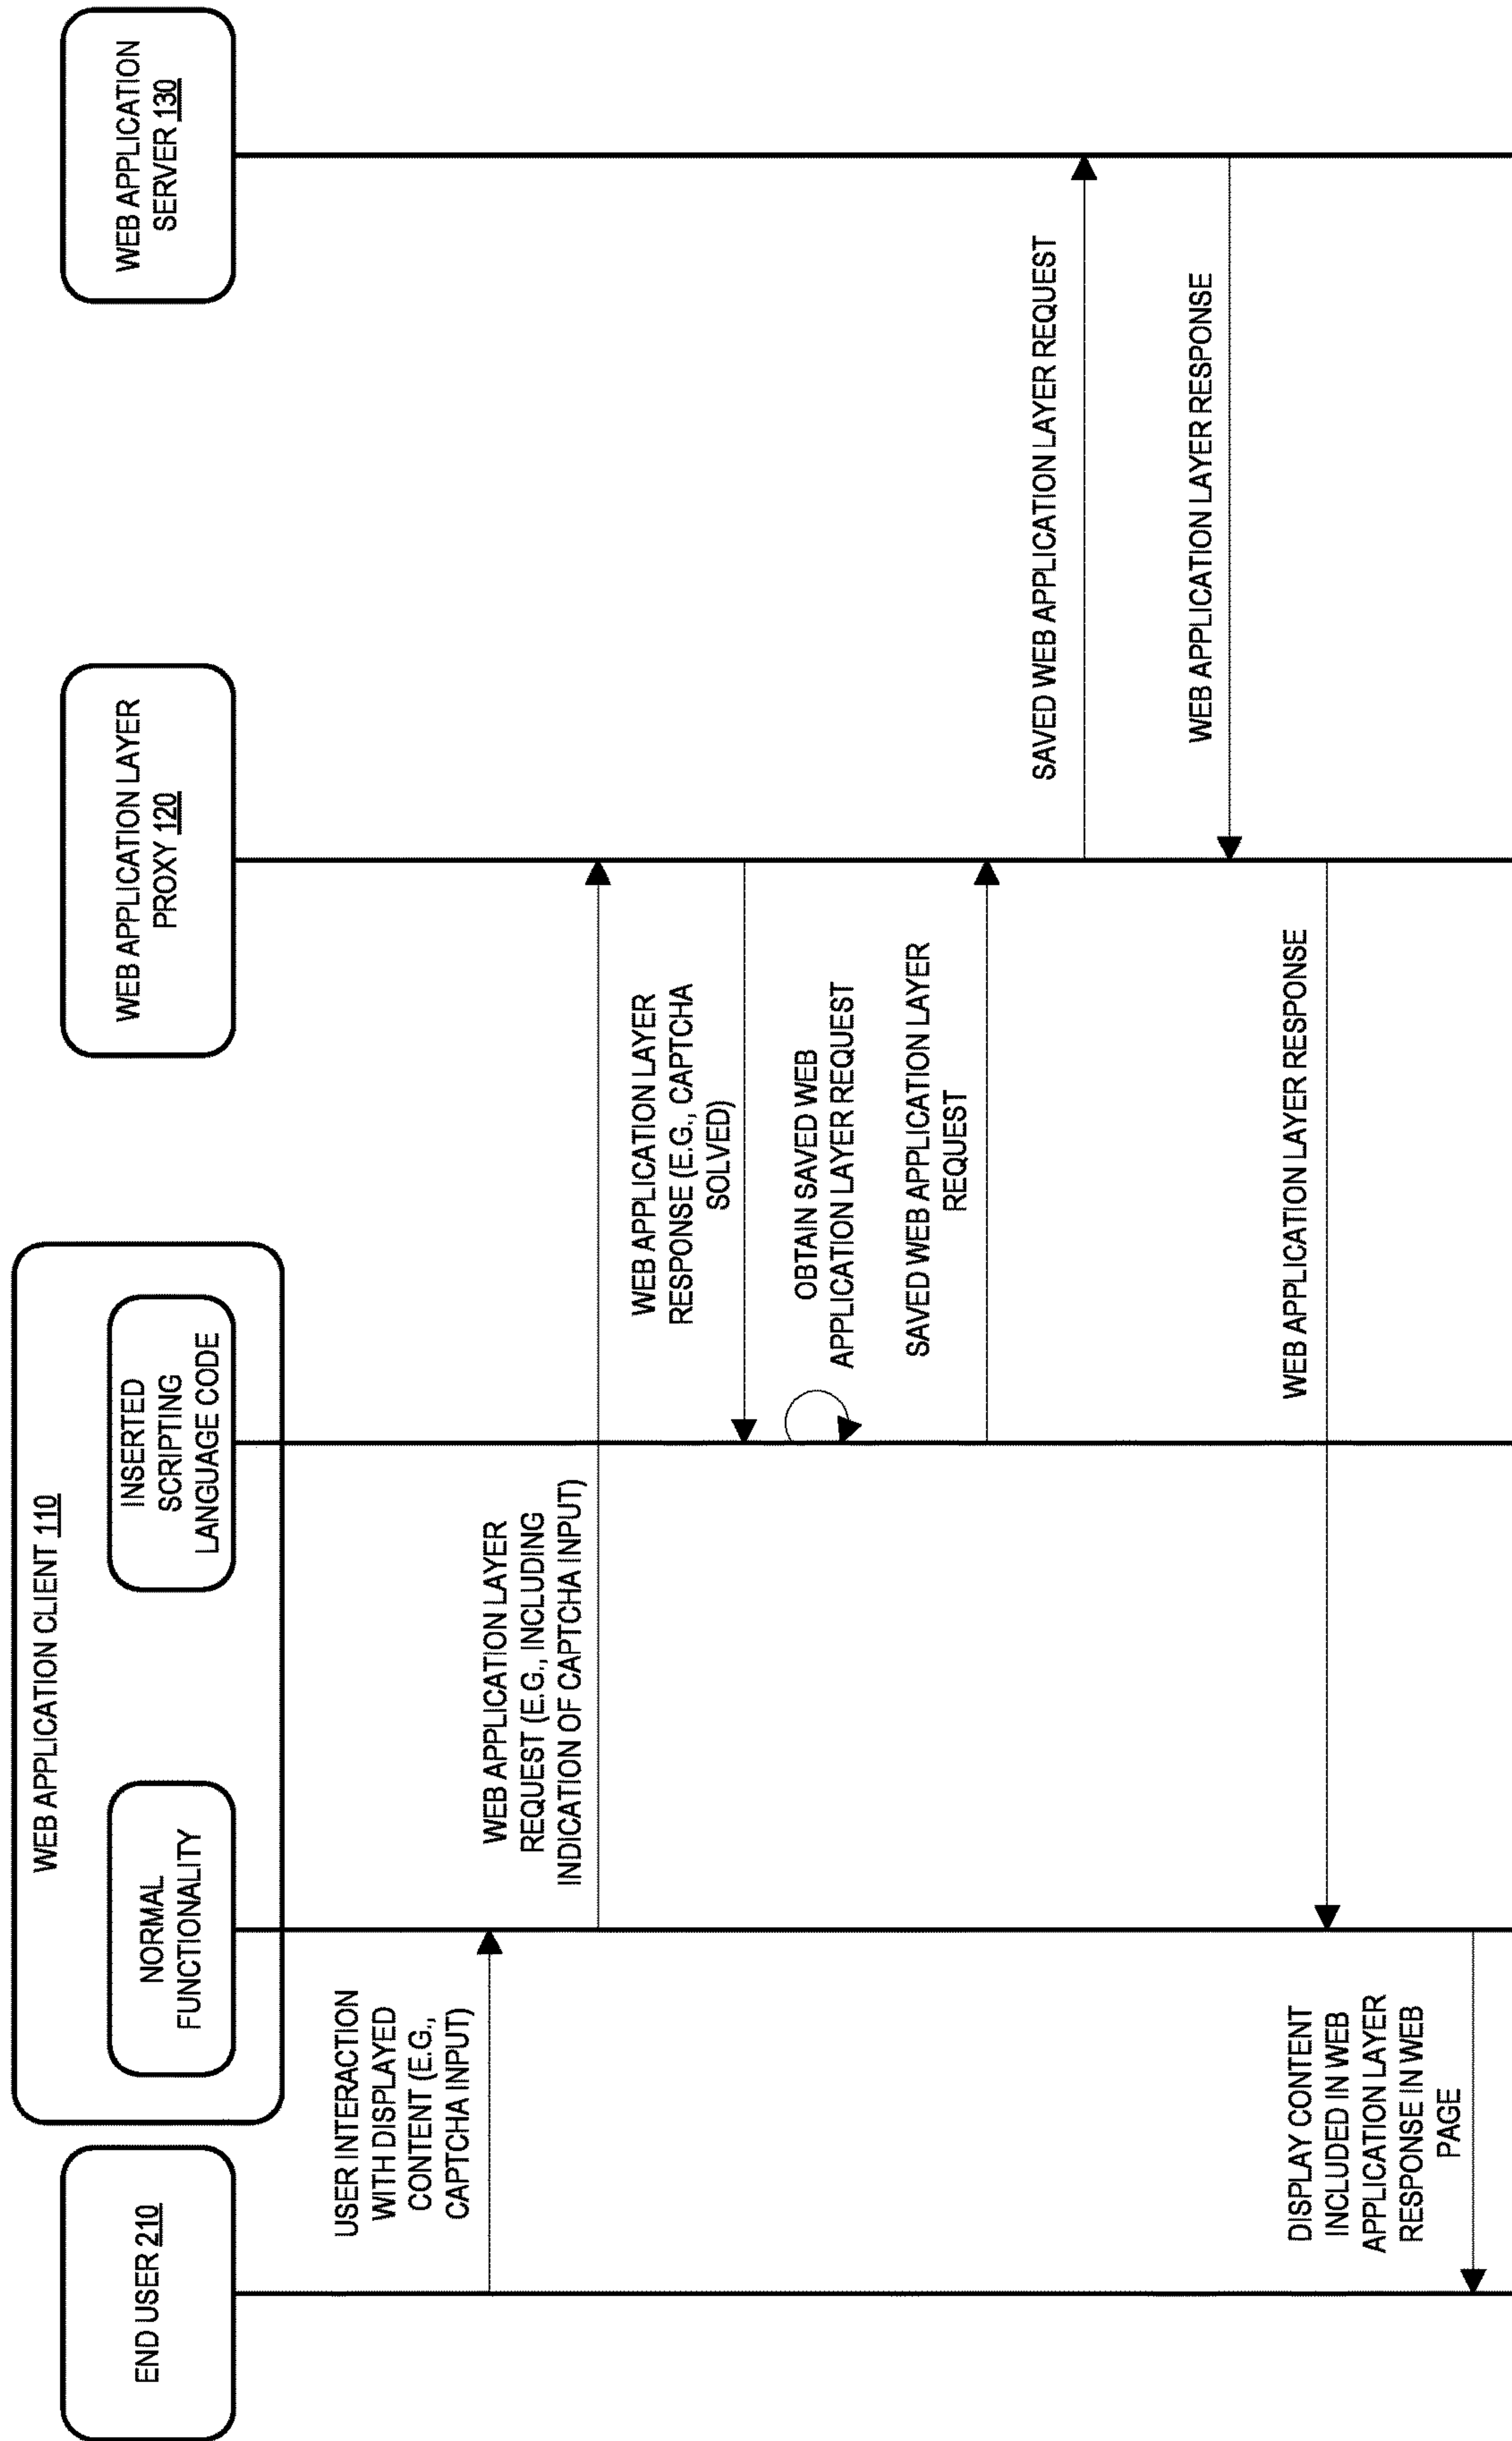 END USER 210
WEB APPLICATION CLIENT 110
NORMAL
FUNCTIONALITY
INSERTED
SCRIPTING
LANGUAGE CODE
WEB APPLICATION LAYER
PROXY 120
WEB APPLICATION
SERVER 130
USER INTERACTION
WITH DISPLAYED
CONTENT (E.G.,
CAPTCHA INPUT)
WEB APPLICATION LAYER
REQUEST (E.G., INCLUDING
INDICATION OF CAPTCHA INPUT)
WEB APPLICATION LAYER
RESPONSE (E.G., CAPTCHA
SOLVED)
OBTAIN SAVED WEB
APPLICATION LAYER REQUEST
SAVED WEB APPLICATION LAYER
REQUEST
SAVED WEB APPLICATION LAYER REQUEST
WEB APPLICATION LAYER RESPONSE
WEB APPLICATION LAYER RESPONSE
DISPLAY CONTENT
INCLUDED IN WEB
APPLICATION LAYER
RESPONSE IN WEB
PAGE